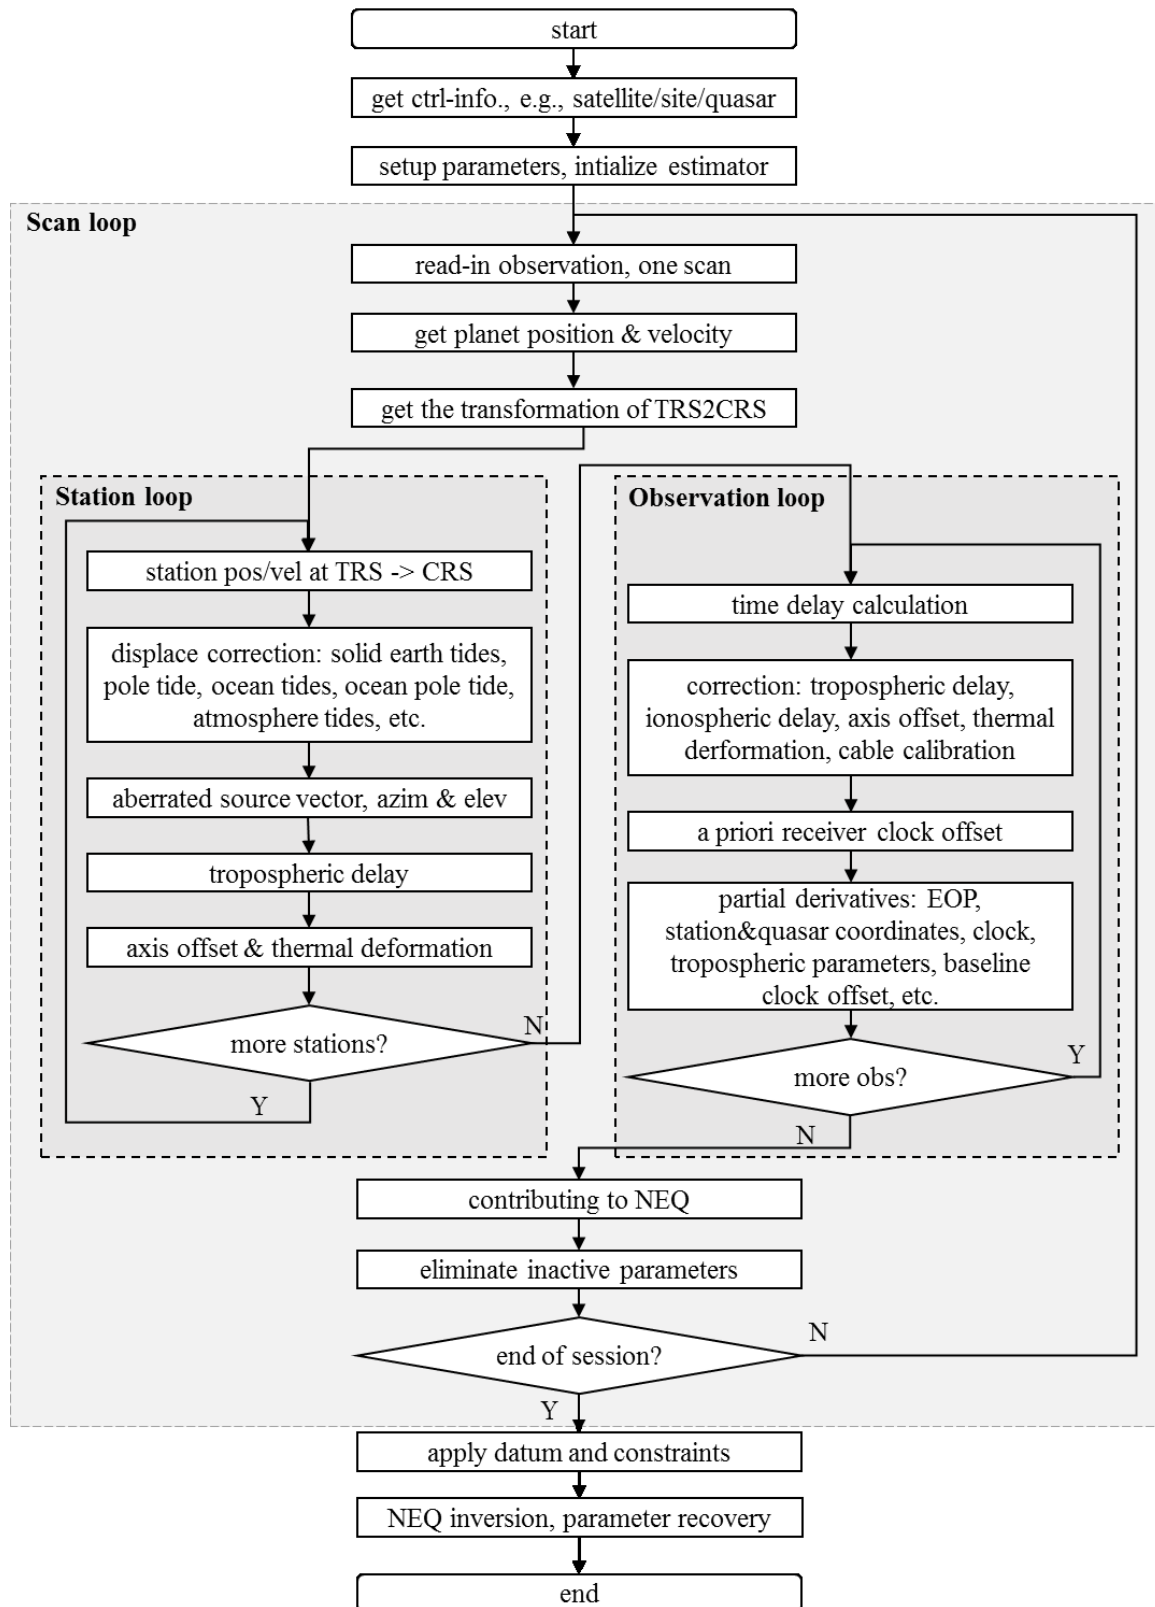 start
get ctrl-info., e.g., satellite/site/quasar
setup parameters, intialize estimator
Scan loop
read-in observation, one scan
get planet position & velocity
get the transformation of TRS2CRS
Station loop
station pos/vel at TRS -> CRS
displace correction: solid earth tides,
pole tide, ocean tides, ocean pole tide,
atmosphere tides, etc.
aberrated source vector, azim & elev
tropospheric delay
axis offset & thermal deformation
more stations?
N
Y
Observation loop
time delay calculation
correction: tropospheric delay,
ionospheric delay, axis offset, thermal
derformation, cable calibration
a priori receiver clock offset
partial derivatives: EOP,
station&quasar coordinates, clock,
tropospheric parameters, baseline
clock offset, etc.
more obs?
Y
N
contributing to NEQ
eliminate inactive parameters
end of session?
N
Y
apply datum and constraints
NEQ inversion, parameter recovery
end